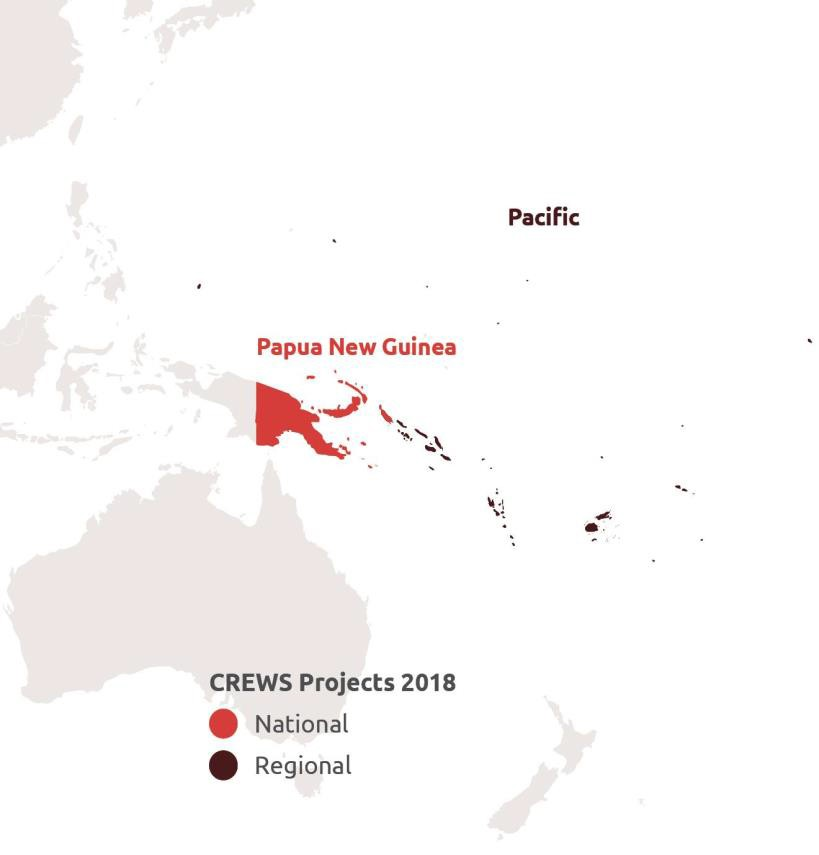 Pacific
Papua New Guinea
CREWS Projects 2018
National
Regional